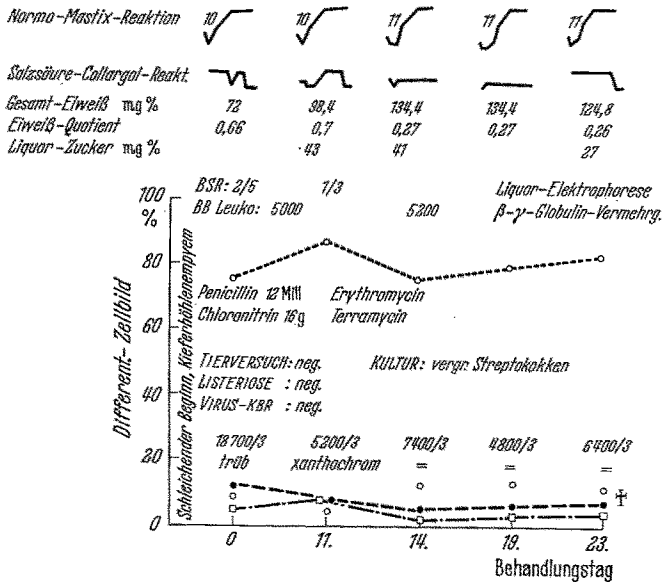 Normo-Mastix-Reaktion 10 10 11 11 11
Salzsäure-Collargol-Reakt.
Gesamt-Eiweiß mg % 72 98,4 134,4 134,4 124,8
Eiweiß-Quotient 0,66 0,7 0,27 0,27 0,26
Liquor-Zucker mg % 43 41 27
100
%
80
60
40
20
0
Different.-Zellbild
Schleichender Beginn, Kieferhöhlenempyem
BSR: 2/5 1/3 Liquor-Elektrophorese
BB Leuko: 5000 5200 β-γ-Globulin-Vermehrg.
Penicillin 12 Mill Erythromycin
Chloronitrin 16 g Terramycin
TIERVERSUCH: neg. KULTUR: vergr. Streptokokken
LISTERIOSE : neg.
VIRUS-KBR : neg.
18700/3 5200/3 7400/3 4800/3 6400/3
trüb xanthochrom = = =
0 11. 14. 19. 23.
Behandlungstag